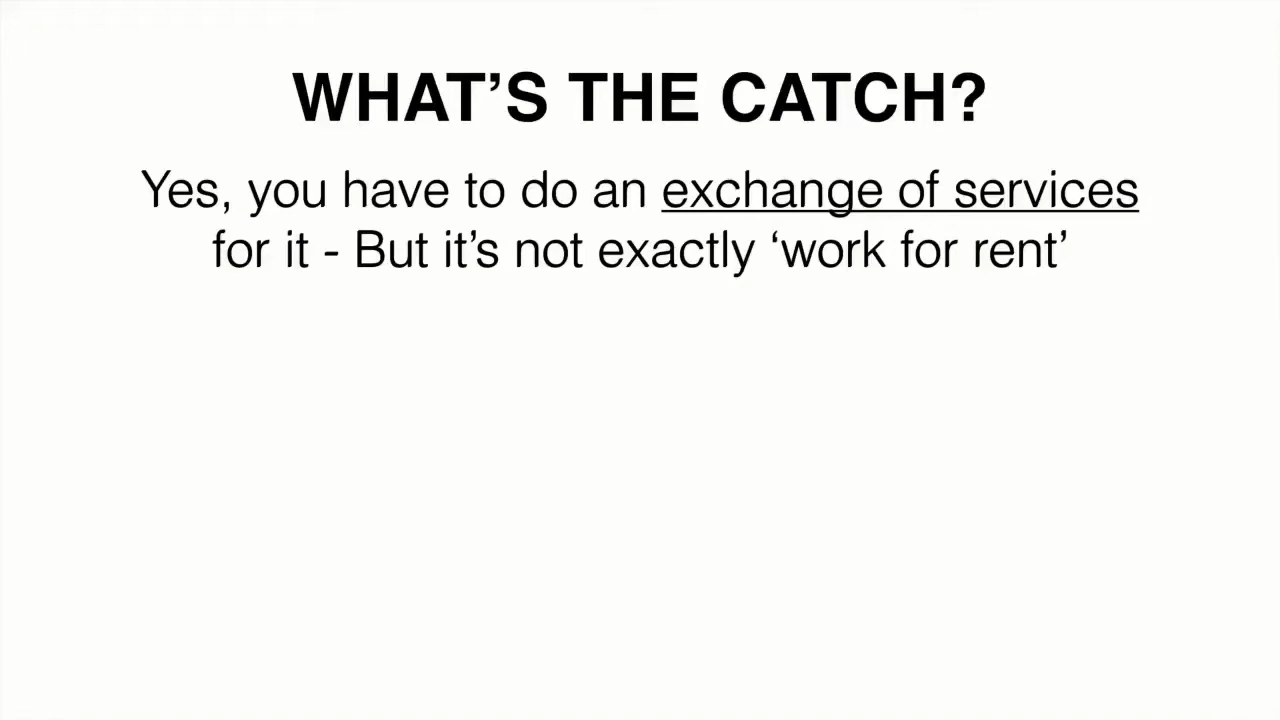 WHAT’S THE CATCH?
Yes, you have to do an exchange of services
for it - But it’s not exactly ‘work for rent’